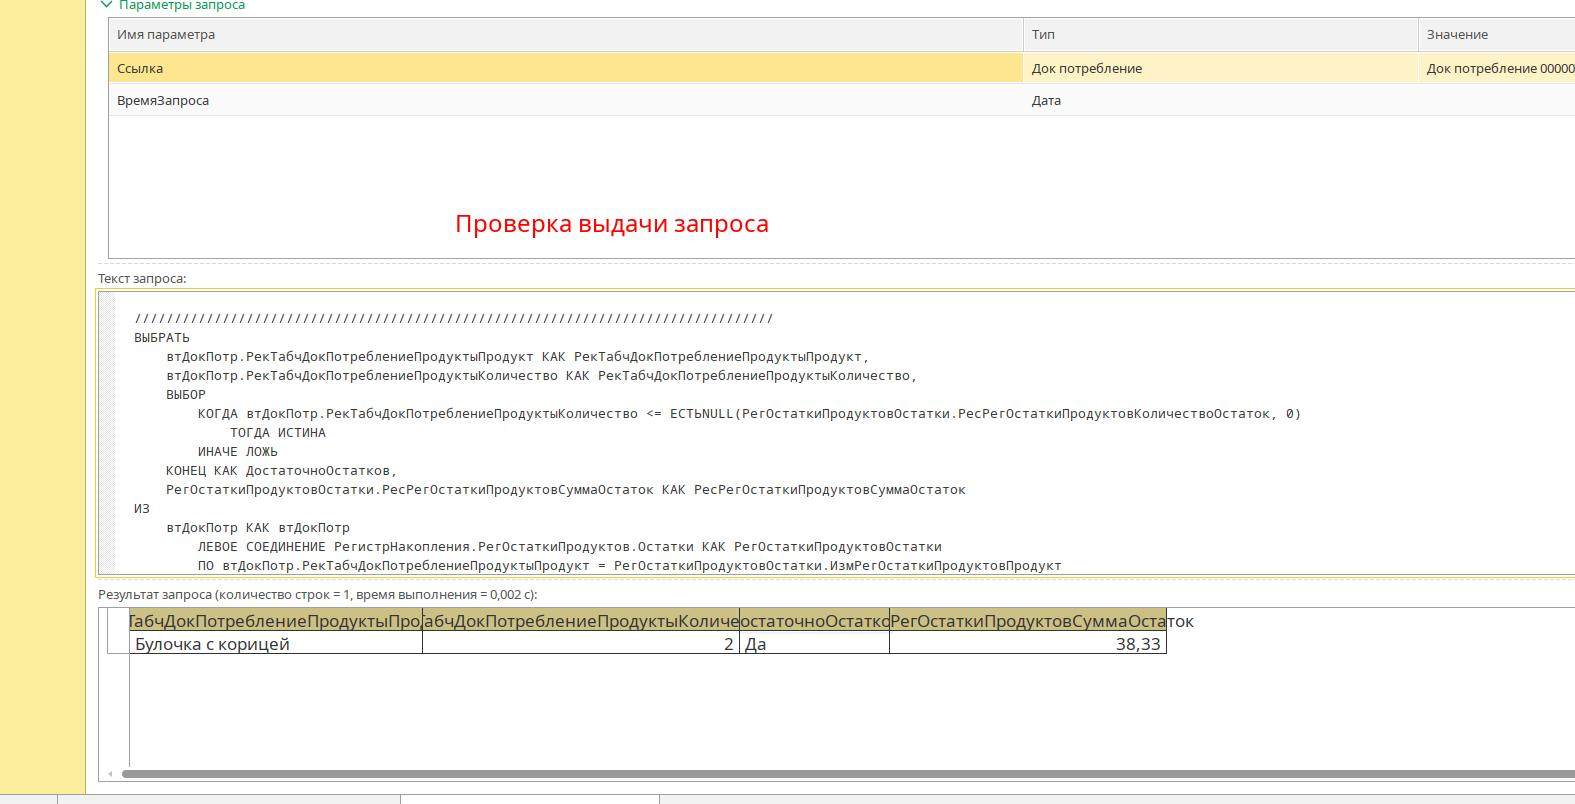 Параметры запроса
Имя параметра Тип Значение
Ссылка Док потребление Док потребление 00000
ВремяЗапроса Дата
Проверка выдачи запроса
Текст запроса:
////////////////////////////////////////////////////////////////////////////////
ВЫБРАТЬ
втДокПотр.РекТабчДокПотреблениеПродуктыПродукт КАК РекТабчДокПотреблениеПродуктыПродукт,
втДокПотр.РекТабчДокПотреблениеПродуктыКоличество КАК РекТабчДокПотреблениеПродуктыКоличество,
ВЫБОР
КОГДА втДокПотр.РекТабчДокПотреблениеПродуктыКоличество <= ЕСТЬNULL(РегОстаткиПродуктовОстатки.РесРегОстаткиПродуктовКоличествоОстаток, 0)
ТОГДА ИСТИНА
ИНАЧЕ ЛОЖЬ
КОНЕЦ КАК ДостаточноОстатков,
РегОстаткиПродуктовОстатки.РесРегОстаткиПродуктовСуммаОстаток КАК РесРегОстаткиПродуктовСуммаОстаток
ИЗ
втДокПотр КАК втДокПотр
ЛЕВОЕ СОЕДИНЕНИЕ РегистрНакопления.РегОстаткиПродуктов.Остатки КАК РегОстаткиПродуктовОстатки
ПО втДокПотр.РекТабчДокПотреблениеПродуктыПродукт = РегОстаткиПродуктовОстатки.ИзмРегОстаткиПродуктовПродукт
Результат запроса (количество строк = 1, время выполнения = 0,002 с):
ТабчДокПотреблениеПродуктыПрод абчДокПотреблениеПродуктыКоличе остаточноОстатко РегОстаткиПродуктовСуммаОстаток
Булочка с корицей 2 Да 38,33